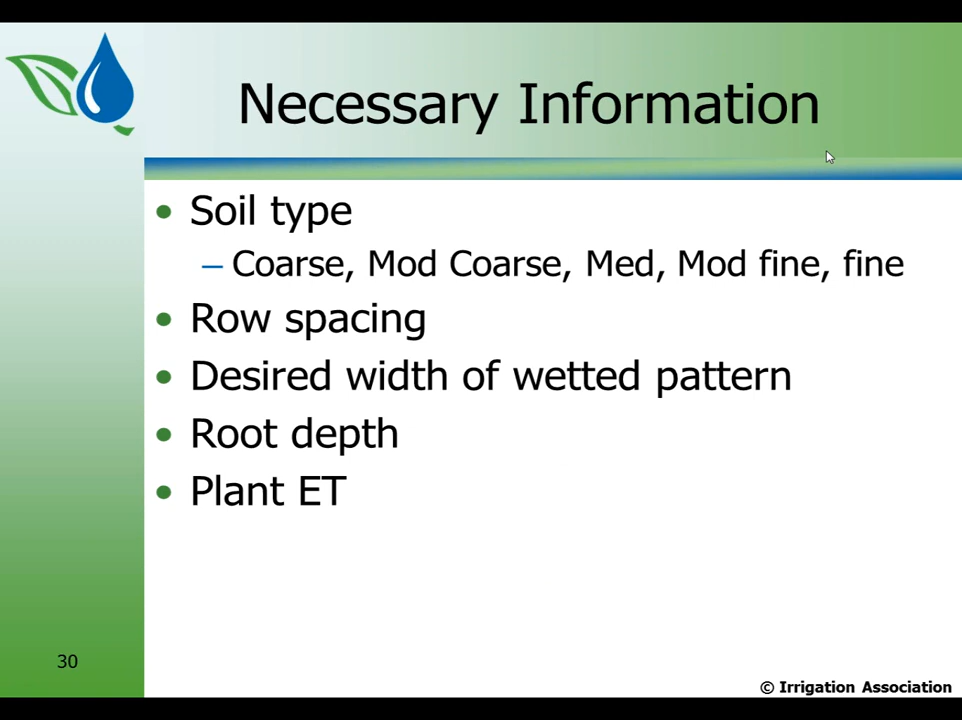 Necessary Information
• Soil type
– Coarse, Mod Coarse, Med, Mod fine, fine
• Row spacing
• Desired width of wetted pattern
• Root depth
• Plant ET
30
© Irrigation Association